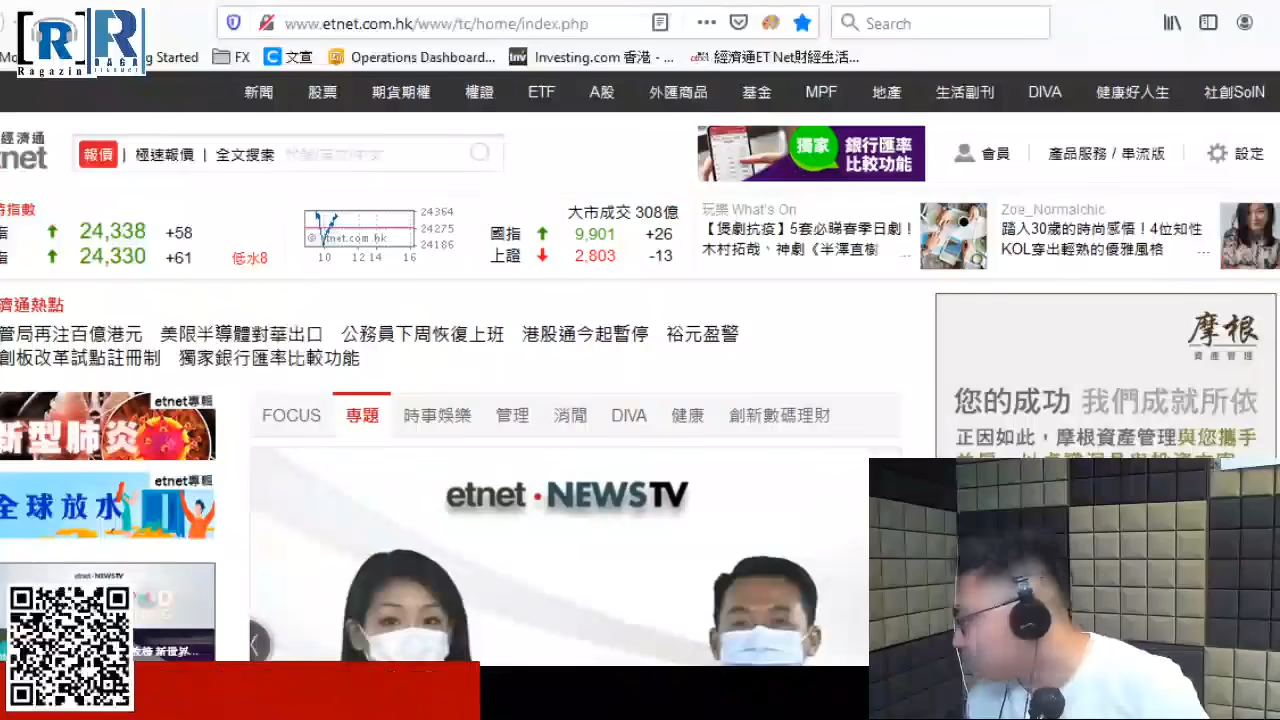 www.etnet.com.hk/www/tc/home/index.php
Search
Ragazin
g Started
FX
文宣
Operations Dashboard...
Investing.com 香港 - ...
經濟通ET Net財經生活...
新聞 股票 期貨期權 權證 ETF A股 外匯商品 基金 MPF 地產 生活副刊 DIVA 健康好人生 社創SoIN
經濟通
net
報價 | 極速報價 | 全文搜索
獨家
銀行匯率
比較功能
會員
產品服務 / 串流版
設定
時指數
指 24,338 +58
指 24,330 +61 低水8
24364
24275
24186
© etnet.com.hk
10 12 14 16
大市成交 308億
國指 9,901 +26
上證 2,803 -13
玩樂 What's On
【煲劇抗疫】5套必睇春季日劇！
木村拓哉、神劇《半澤直樹 ...
Zoe_Normalchic
踏入30歲的時尚感悟！4位知性
KOL穿出輕熟的優雅風格 ...
濟通熱點
管局再注百億港元 美限半導體對華出口 公務員下周恢復上班 港股通今起暫停 裕元盈警
創板改革試點註冊制 獨家銀行匯率比較功能
etnet專輯
新型肺炎
etnet專輯
全球放水
etnet·NEWSTV
FOCUS 專題 時事娛樂 管理 消閒 DIVA 健康 創新數碼理財
etnet·NEWSTV
摩根
資產管理
您的成功 我們成就所依
正因如此，摩根資產管理與您攜手